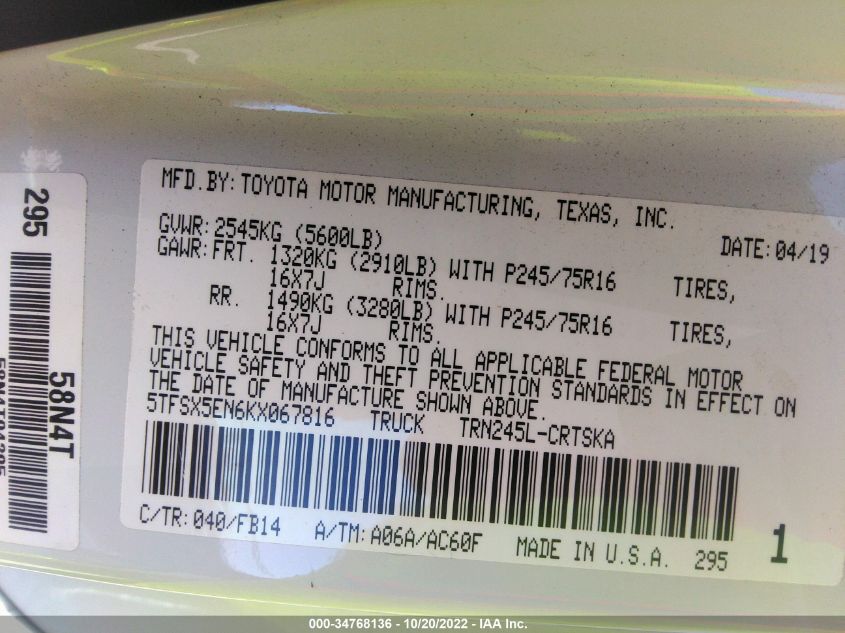 MFD.BY:TOYOTA MOTOR MANUFACTURING, TEXAS, INC.
GVWR:2545KG (5600LB) DATE:04/19
GAWR:FRT. 1320KG (2910LB) WITH P245/75R16 TIRES,
16X7J RIMS.
RR. 1490KG (3280LB) WITH P245/75R16 TIRES,
16X7J RIMS.
THIS VEHICLE CONFORMS TO ALL APPLICABLE FEDERAL MOTOR
VEHICLE SAFETY AND THEFT PREVENTION STANDARDS IN EFFECT ON
THE DATE OF MANUFACTURE SHOWN ABOVE.
5TFSX5EN6KX067816 TRUCK TRN245L-CRTSKA
C/TR:040/FB14 A/TM:A06A/AC60F MADE IN U.S.A. 295 1
295
58N4T
000-34768136 - 10/20/2022 - IAA Inc.